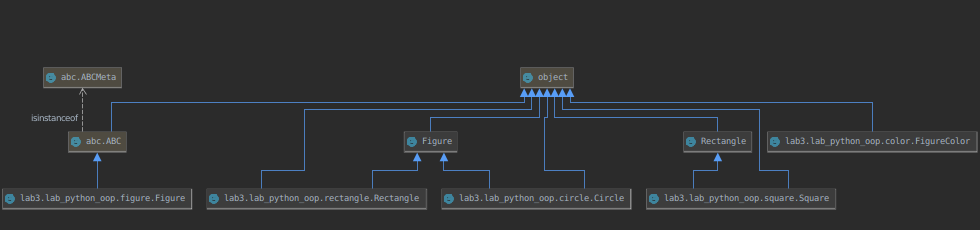 abc.ABCMeta
object
isinstanceof
abc.ABC
Figure
Rectangle
lab3.lab_python_oop.color.FigureColor
lab3.lab_python_oop.figure.Figure
lab3.lab_python_oop.rectangle.Rectangle
lab3.lab_python_oop.circle.Circle
lab3.lab_python_oop.square.Square